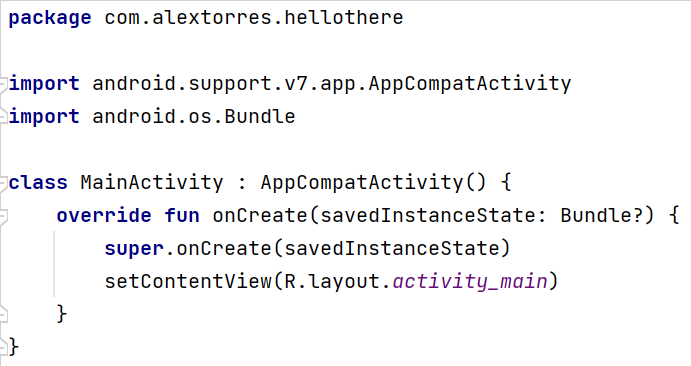 package com.alextorres.hellothere
import android.support.v7.app.AppCompatActivity
import android.os.Bundle
class MainActivity : AppCompatActivity() {
override fun onCreate(savedInstanceState: Bundle?) {
super.onCreate(savedInstanceState)
setContentView(R.layout.activity_main)
}
}